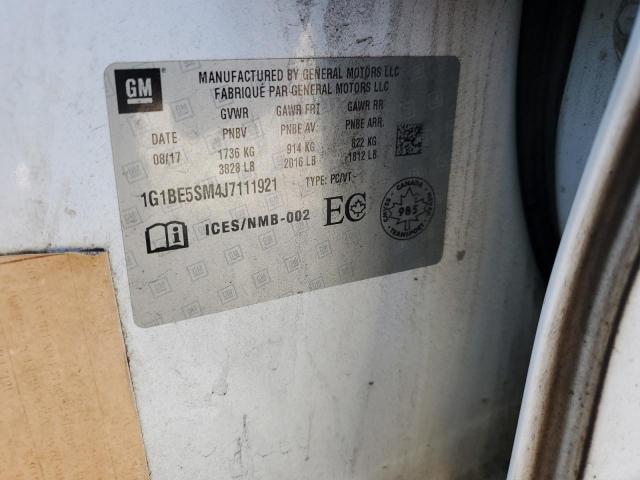 GM
MANUFACTURED BY GENERAL MOTORS LLC
FABRIQUÉ PAR GENERAL MOTORS LLC
GVWR GAWR FRT GAWR RR
DATE PNBV PNBE AV. PNBE ARR.
08/17 1736 KG 914 KG 822 KG
3828 LB 2016 LB 1812 LB
1G1BE5SM4J7111921 TYPE: PC/VT
ICES/NMB-002 EC
CANADA
985
TRANSPORT